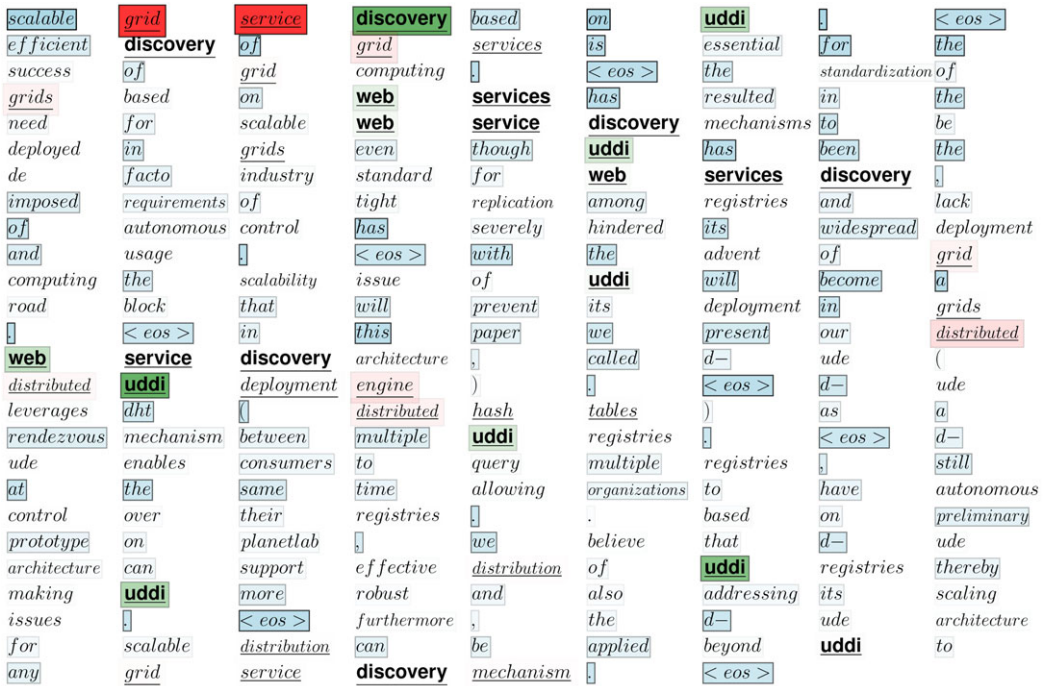 scalable grid service discovery based on uddi . < eos >
efficient discovery of grid services is essential for the
success of grid computing . < eos > the standardization of
grids based on web services has resulted in the
need for scalable web service discovery mechanisms to be
deployed in grids even though uddi has been the
de facto industry standard for web services discovery ,
imposed requirements of tight replication among registries and lack
of autonomous control has severely hindered its widespread deployment
and usage . < eos > with the advent of grid
computing the scalability issue of uddi will become a
road block that will prevent its deployment in grids
. < eos > in this paper we present our distributed
web service discovery architecture , called d− ude (
distributed uddi deployment engine ) . < eos > d− ude
leverages dht ( distributed hash tables ) as a
rendezvous mechanism between multiple uddi registries . < eos > d−
ude enables consumers to query multiple registries , still
at the same time allowing organizations to have autonomous
control over their registries . . based on preliminary
prototype on planetlab , we believe that d− ude
architecture can support effective distribution of uddi registries thereby
making uddi more robust and also addressing its scaling
issues . < eos > furthermore , the d− ude architecture
for scalable distribution can be applied beyond uddi to
any grid service discovery mechanism . < eos >